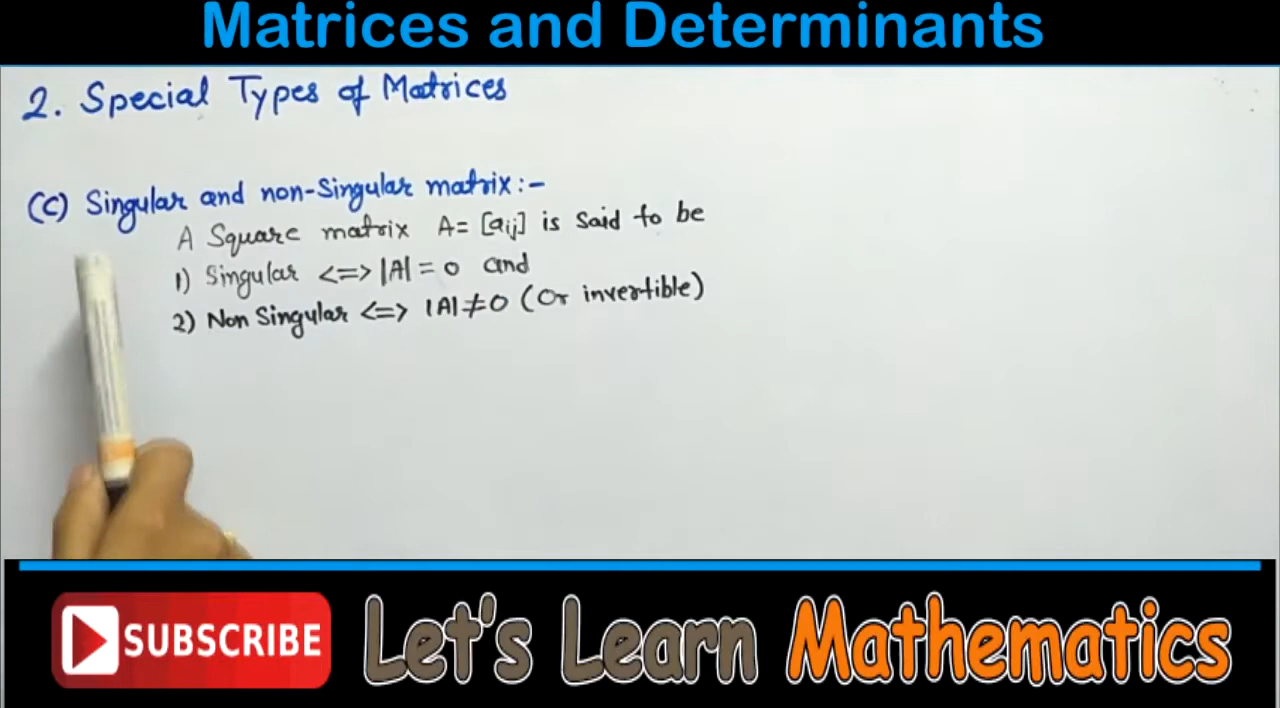 Matrices and Determinants
2. Special Types of Matrices
(C) Singular and non-Singular matrix:-
A Square matrix A= [aij] is Said to be
1) Singular <=> |A| = 0 and
2) Non Singular <=> |A| ≠ 0 (Or invertible)
SUBSCRIBE
Let's Learn Mathematics